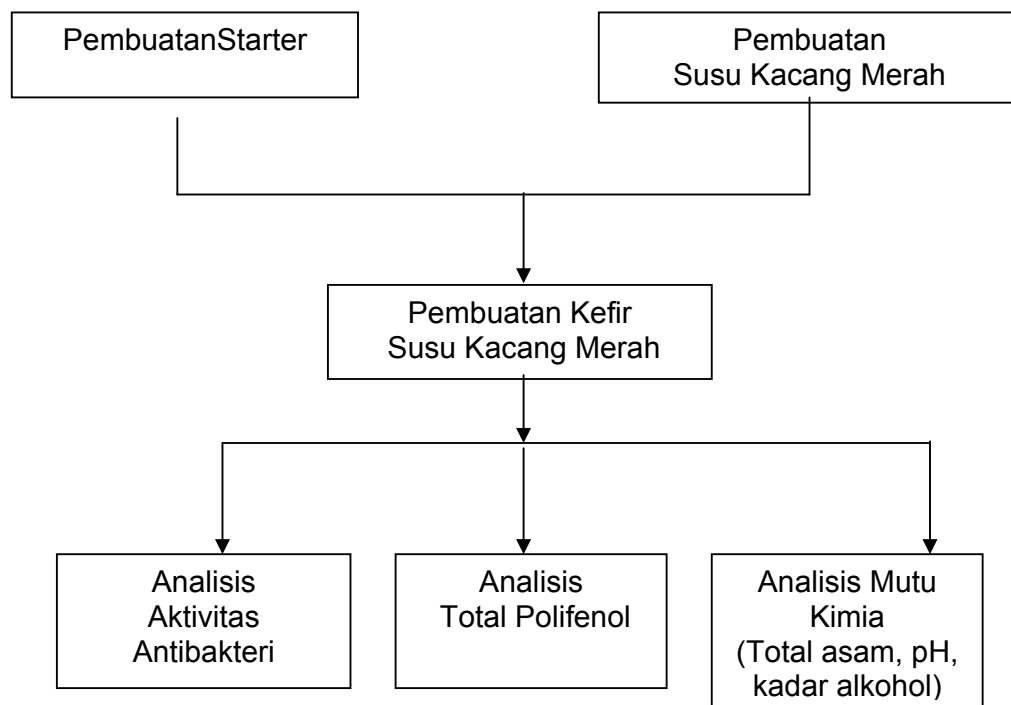 PembuatanStarter
Pembuatan
Susu Kacang Merah
Pembuatan Kefir
Susu Kacang Merah
Analisis
Aktivitas
Antibakteri
Analisis
Total Polifenol
Analisis Mutu
Kimia
(Total asam, pH,
kadar alkohol)